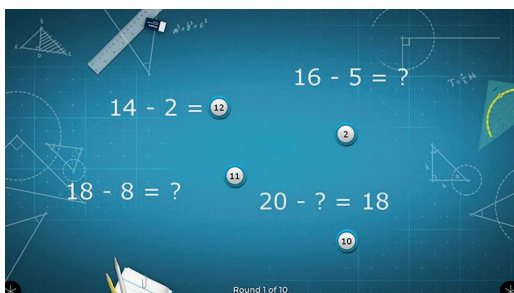 16 - 5 = ?
14 - 2 = 12
2
11
18 - 8 = ?
20 - ? = 18
10
Round 1 of 10